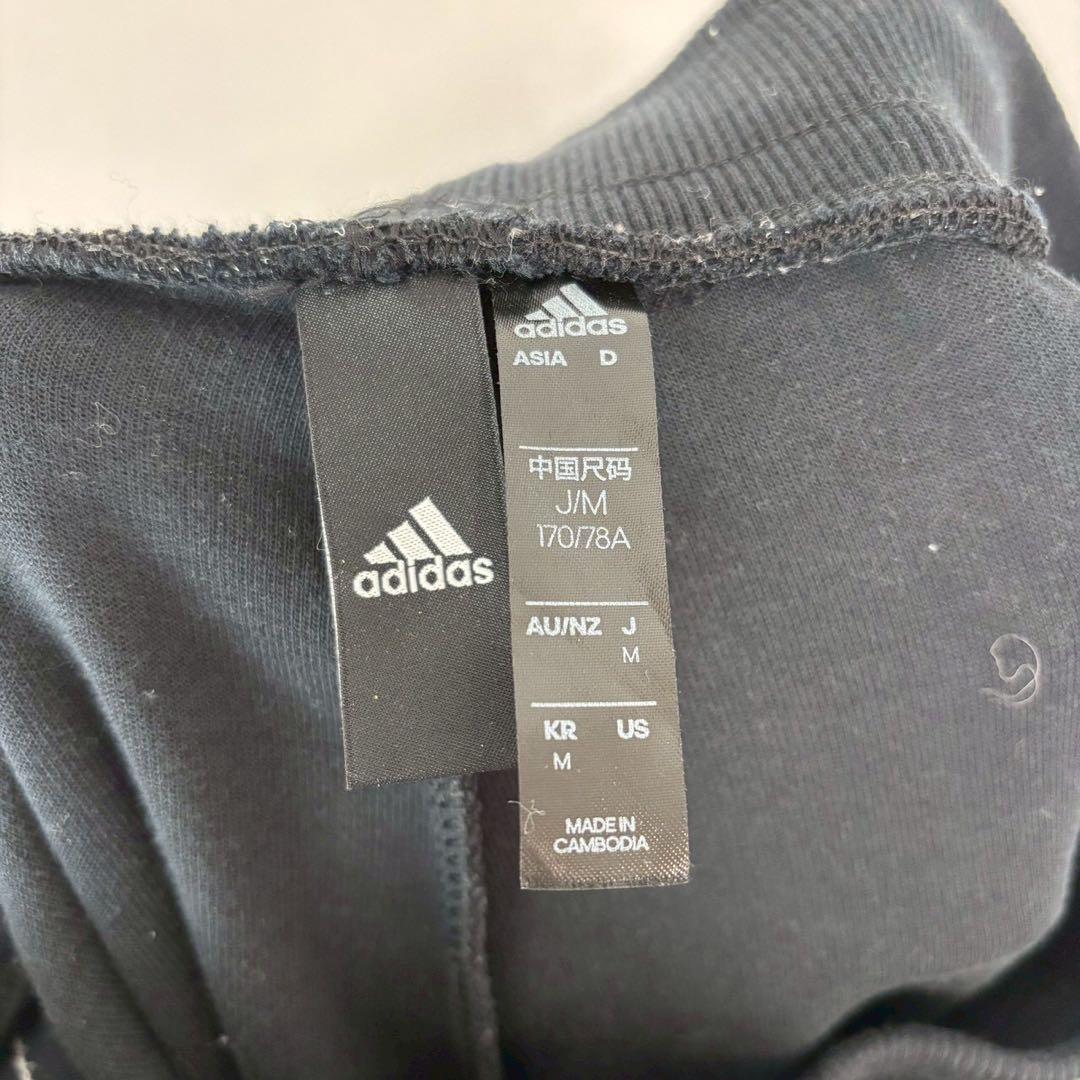 adidas
adidas
ASIA D
中国尺码
J/M
170/78A
AU/NZ J
M
KR US
M
MADE IN
CAMBODIA